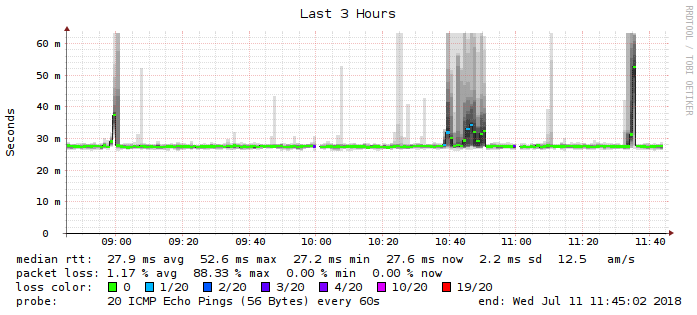 Last 3 Hours
RRDTOOL / TOBI OETIKER
Seconds
60 m
50 m
40 m
30 m
20 m
10 m
0
09:00 09:20 09:40 10:00 10:20 10:40 11:00 11:20 11:40
median rtt: 27.9 ms avg 52.6 ms max 27.2 ms min 27.6 ms now 2.2 ms sd 12.5 am/s
packet loss: 1.17 % avg 88.33 % max 0.00 % min 0.00 % now
loss color: 0 1/20 2/20 3/20 4/20 10/20 19/20
probe: 20 ICMP Echo Pings (56 Bytes) every 60s end: Wed Jul 11 11:45:02 2018